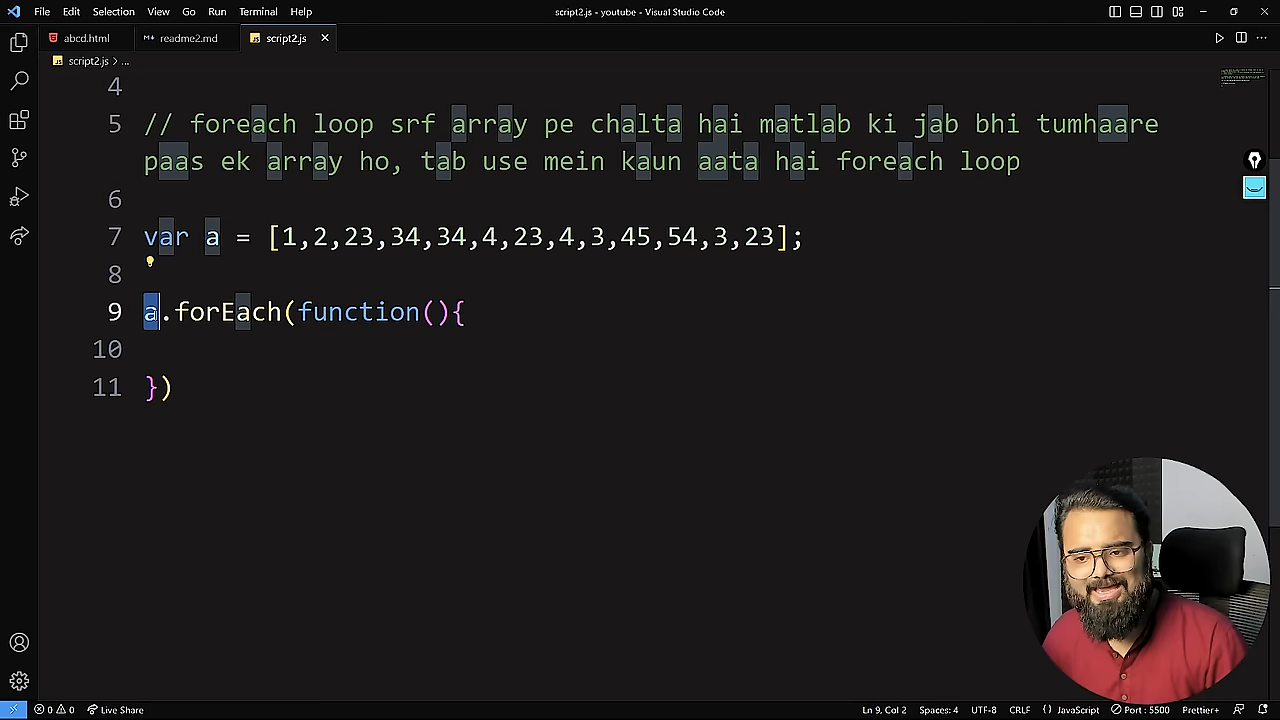 File Edit Selection View Go Run Terminal Help
script2.js - youtube - Visual Studio Code
abcd.html readme2.md script2.js
script2.js > ...
4
5 // foreach loop srf array pe chalta hai matlab ki jab bhi tumhaare
paas ek array ho, tab use mein kaun aata hai foreach loop
6
7 var a = [1,2,23,34,34,4,23,4,3,45,54,3,23];
8
9 a.forEach(function(){
10
11 })
0 0 Live Share Ln 9, Col 2 Spaces: 4 UTF-8 CRLF {} JavaScript Port : 5500 Prettier+